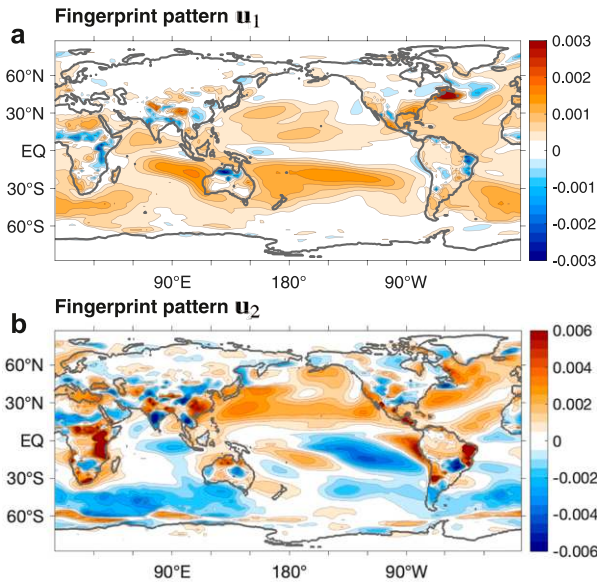 Fingerprint pattern u₁
a
60°N
30°N
EQ
30°S
60°S
90°E 180° 90°W
0.003
0.002
0.001
0
-0.001
-0.002
-0.003
Fingerprint pattern u₂
b
60°N
30°N
EQ
30°S
60°S
90°E 180° 90°W
0.006
0.004
0.002
0
-0.002
-0.004
-0.006